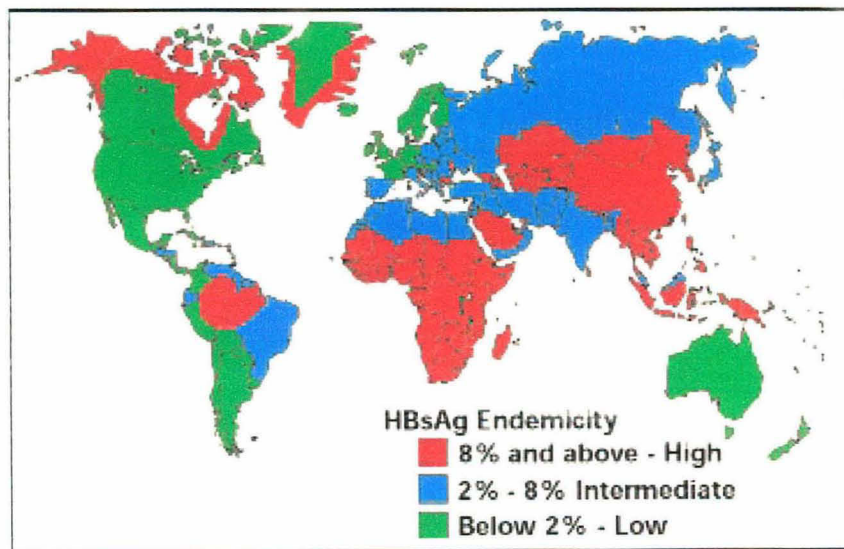 HBsAg Endemicity
8% and above - High
2% - 8% Intermediate
Below 2% - Low